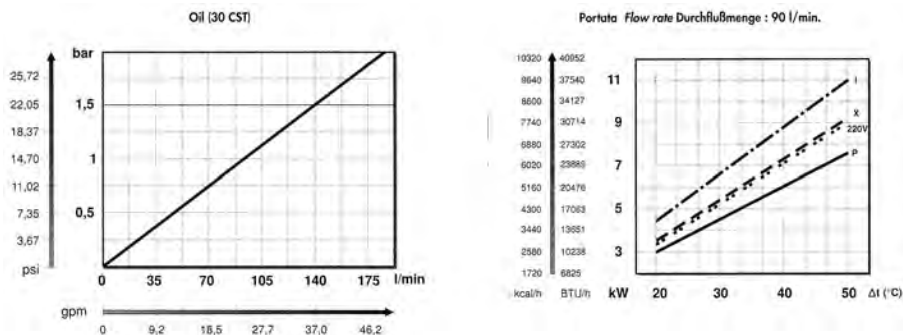 Oil (30 CST)
bar
25,72
22,05
1,5
18,37
14,70
1
11,02
7,35
0,5
3,67
psi
0 35 70 105 140 175 l/min
gpm
0 9,2 18,5 27,7 37,0 46,2
Portata Flow rate Durchflußmenge : 90 l/min.
10320 40952
9640 37540 11 I
8600 34127
7740 30714 9 X
220V
6880 27302
6020 23889 7 P
5160 20476
4300 17063 5
3440 13651
2580 10238 3
1720 6825
kcal/h BTU/h kW 20 30 40 50 Δt (°C)